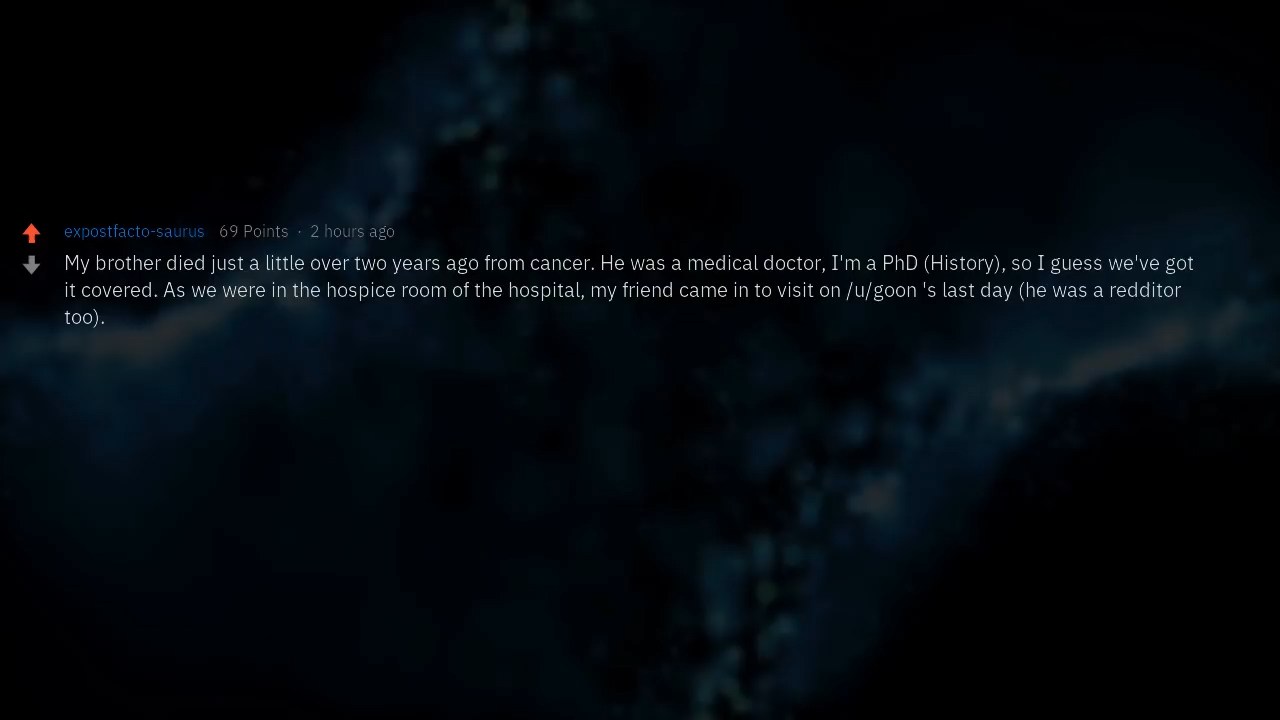 expostfacto-saurus 69 Points · 2 hours ago
My brother died just a little over two years ago from cancer. He was a medical doctor, I'm a PhD (History), so I guess we've got
it covered. As we were in the hospice room of the hospital, my friend came in to visit on /u/goon 's last day (he was a redditor
too).